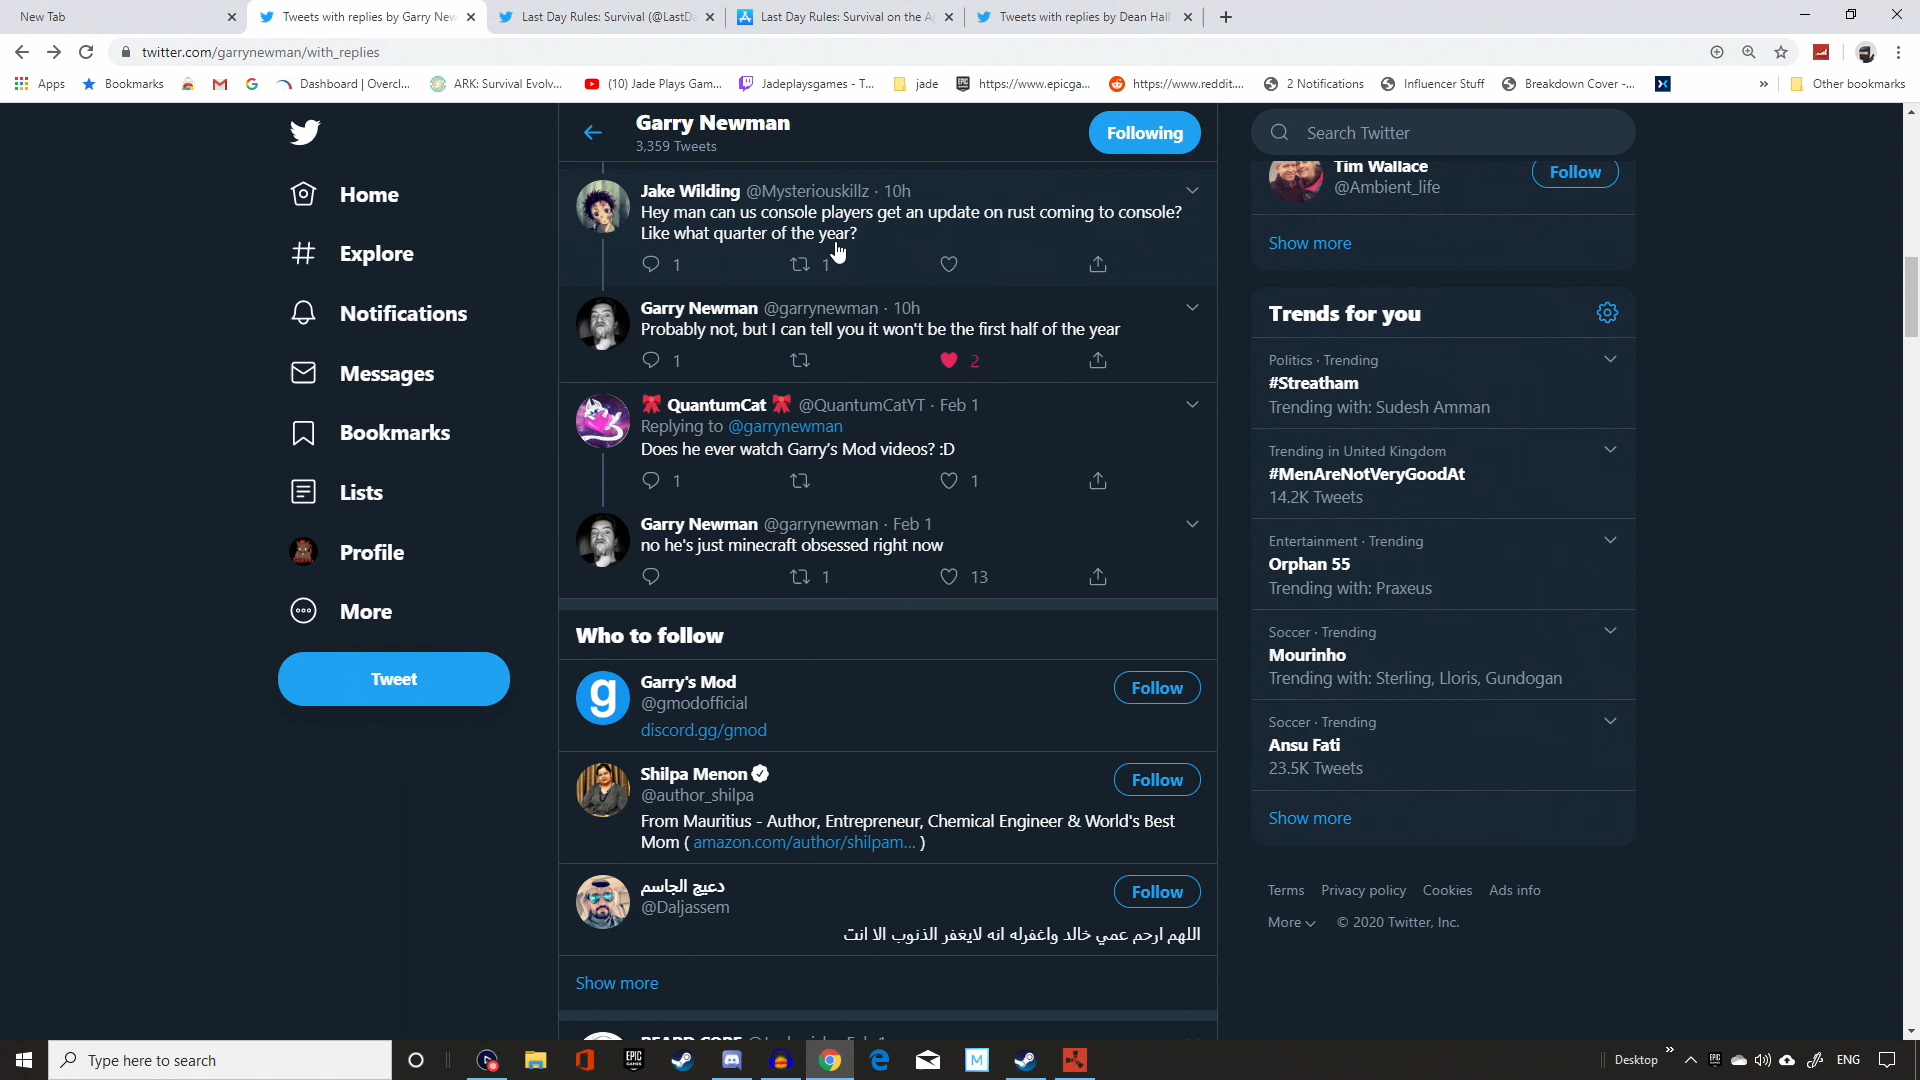 New Tab
Tweets with replies by Garry New
Last Day Rules: Survival (@LastDa
Last Day Rules: Survival on the A
Tweets with replies by Dean Hall
twitter.com/garrynewman/with_replies
Apps
Bookmarks
Dashboard | Overcl...
ARK: Survival Evolv...
(10) Jade Plays Gam...
Jadeplaysgames - T...
jade
https://www.epicga...
https://www.reddit....
2 Notifications
Influencer Stuff
Breakdown Cover -...
»
Other bookmarks
Home
Explore
Notifications
Messages
Bookmarks
Lists
Profile
More
Tweet
Garry Newman
3,359 Tweets
Following
Jake Wilding @Mysteriouskillz · 10h
Hey man can us console players get an update on rust coming to console?
Like what quarter of the year?
1 1
Garry Newman @garrynewman · 10h
Probably not, but I can tell you it won't be the first half of the year
1 2
QuantumCat @QuantumCatYT · Feb 1
Replying to @garrynewman
Does he ever watch Garry’s Mod videos? :D
1 1
Garry Newman @garrynewman · Feb 1
no he's just minecraft obsessed right now
1 13
Who to follow
g
Garry's Mod
@gmodofficial
Follow
discord.gg/gmod
Shilpa Menon
@author_shilpa
Follow
From Mauritius - Author, Entrepreneur, Chemical Engineer & World's Best
Mom ( amazon.com/author/shilpam... )
دعيج الجاسم
@Daljassem
Follow
اللهم ارحم عمي خالد واغفرله انه لايغفر الذنوب الا انت
Show more
Search Twitter
Tim Wallace
@Ambient_life
Follow
Show more
Trends for you
Politics · Trending
#Streatham
Trending with: Sudesh Amman
Trending in United Kingdom
#MenAreNotVeryGoodAt
14.2K Tweets
Entertainment · Trending
Orphan 55
Trending with: Praxeus
Soccer · Trending
Mourinho
Trending with: Sterling, Lloris, Gundogan
Soccer · Trending
Ansu Fati
23.5K Tweets
Show more
Terms Privacy policy Cookies Ads info
More © 2020 Twitter, Inc.
Type here to search
EPIC GAMES
M
Desktop
»
ENG